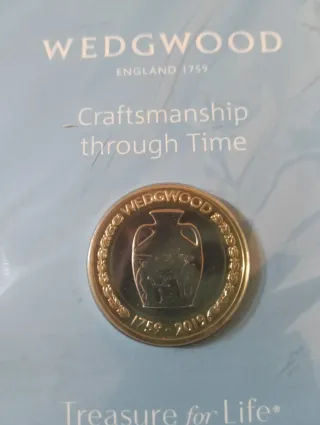 WEDGWOOD
ENGLAND 1759
Craftsmanship
through Time
WEDGWOOD
1759 · 2019
Treasure for Life®